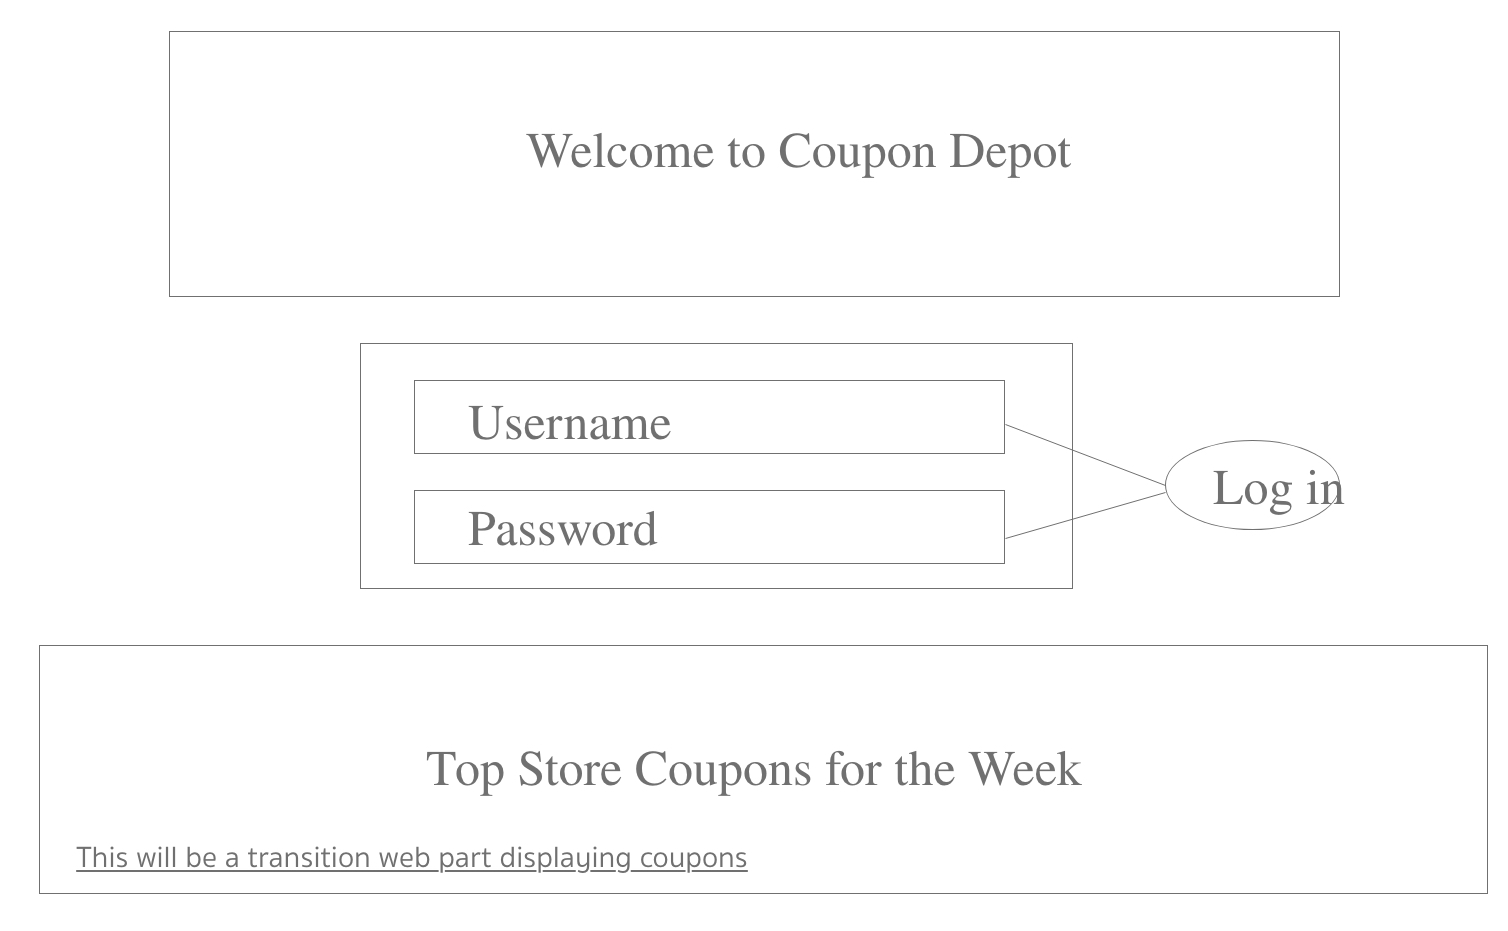 Welcome to Coupon Depot
Username
Password
Log in
Top Store Coupons for the Week
This will be a transition web part displaying coupons